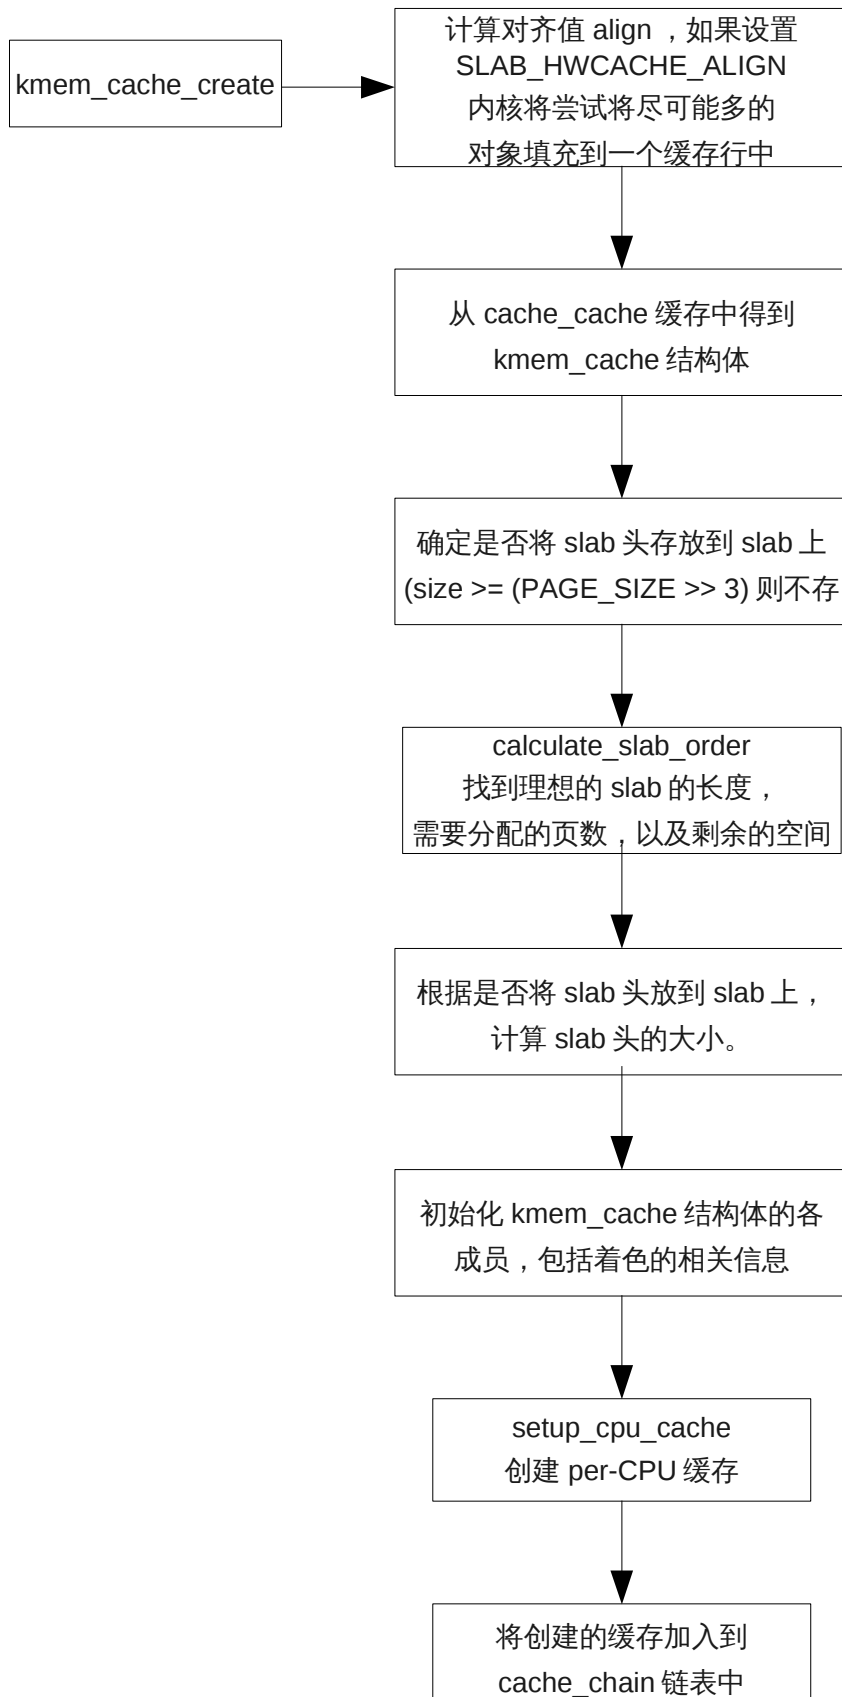 kmem_cache_create
计算对齐值 align ，如果设置
SLAB_HWCACHE_ALIGN
内核将尝试将尽可能多的
对象填充到一个缓存行中
从 cache_cache 缓存中得到
kmem_cache 结构体
确定是否将 slab 头存放到 slab 上
(size >= (PAGE_SIZE >> 3) 则不存
calculate_slab_order
找到理想的 slab 的长度，
需要分配的页数，以及剩余的空间
根据是否将 slab 头放到 slab 上，
计算 slab 头的大小。
初始化 kmem_cache 结构体的各
成员，包括着色的相关信息
setup_cpu_cache
创建 per-CPU 缓存
将创建的缓存加入到
cache_chain 链表中